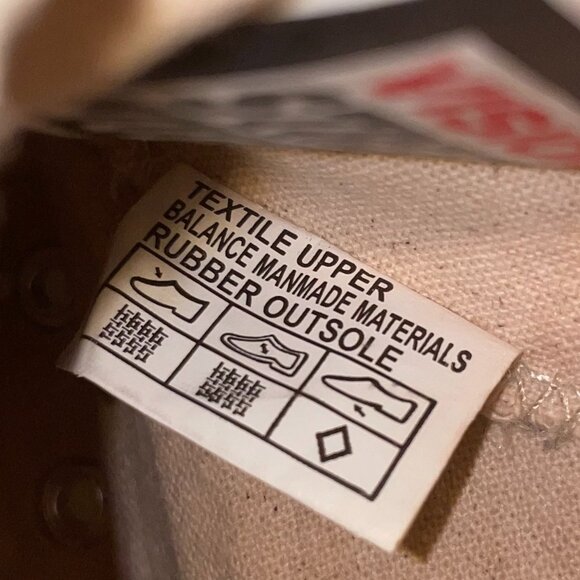 TEXTILE UPPER
BALANCE MANMADE MATERIALS
RUBBER OUTSOLE